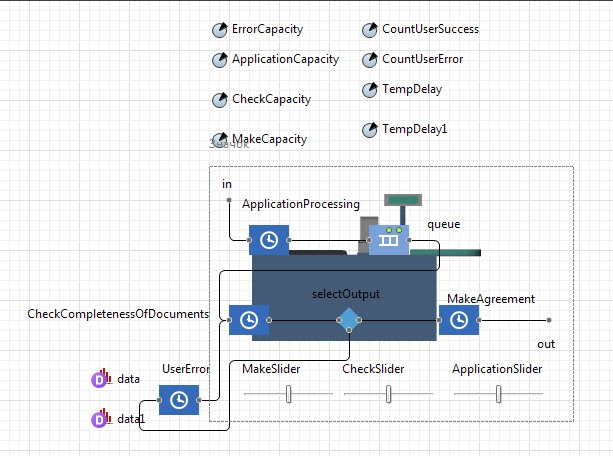 ErrorCapacity
CountUserSuccess
ApplicationCapacity
CountUserError
TempDelay
CheckCapacity
TempDelay1
MakeCapacity
Значок
in
ApplicationProcessing
queue
selectOutput
MakeAgreement
CheckCompletenessOfDocuments
out
UserError
MakeSlider
CheckSlider
ApplicationSlider
data
data1